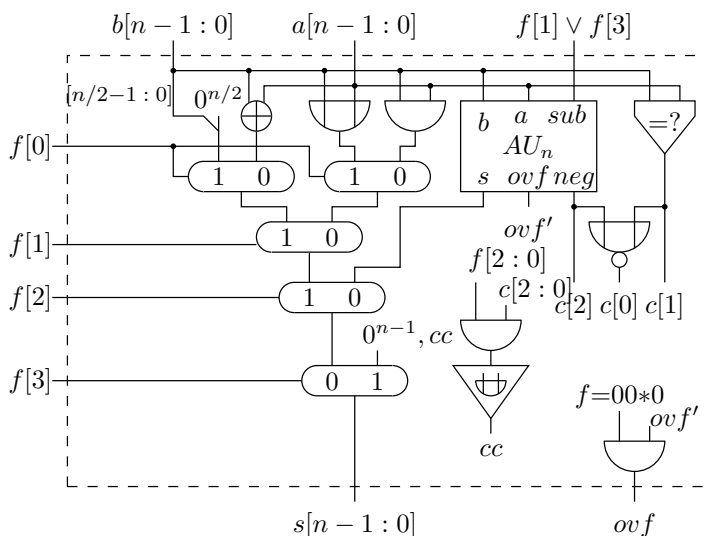 b[n − 1 : 0] a[n − 1 : 0] f[1] ∨ f[3]
[n/2−1 : 0] 0^{n/2}
b a sub =?
f[0] AU_n
1 0 1 0 s ovf neg
ovf′
f[1] 1 0
f[2 : 0]
f[2] 1 0 c[2 : 0] c[2] c[0] c[1]
0^{n−1}, cc
f[3] 0 1
f=00*0
ovf′
cc
s[n − 1 : 0] ovf